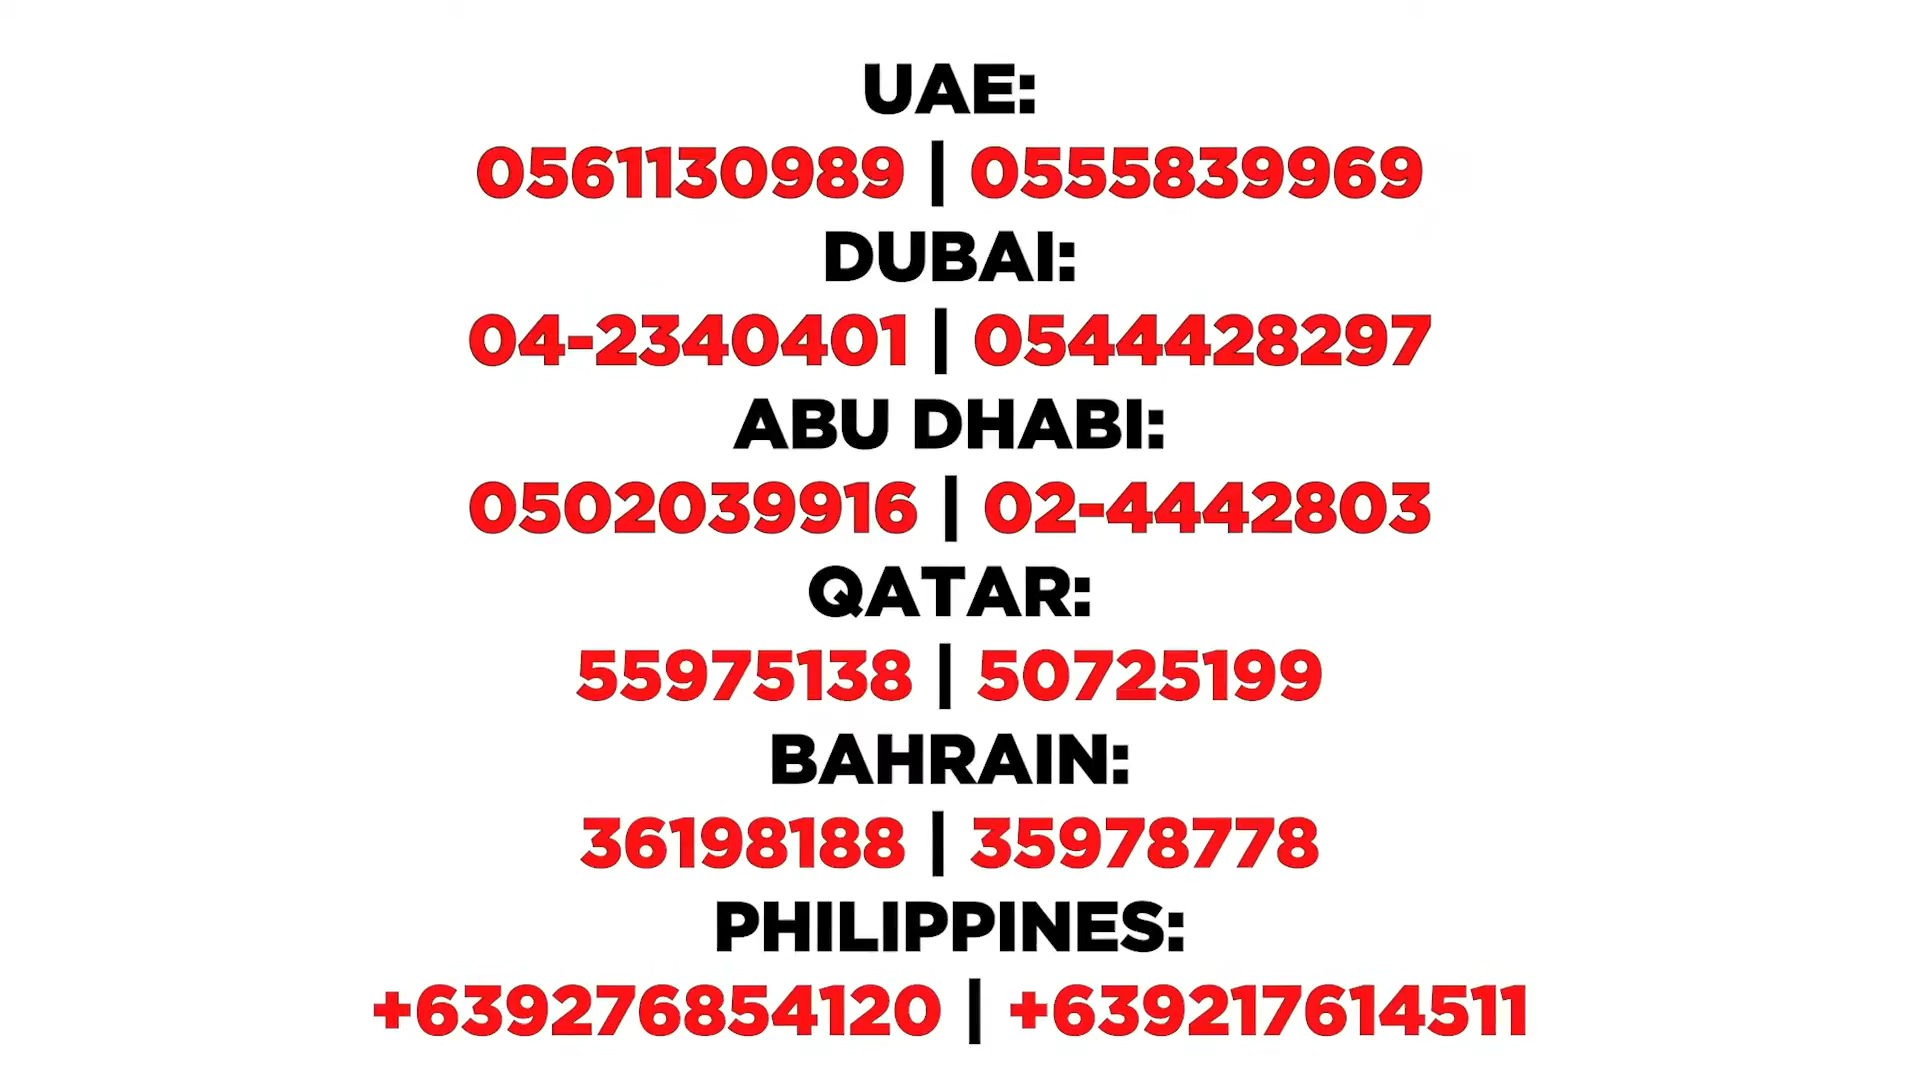 UAE:
0561130989 | 0555839969
DUBAI:
04-2340401 | 0544428297
ABU DHABI:
0502039916 | 02-4442803
QATAR:
55975138 | 50725199
BAHRAIN:
36198188 | 35978778
PHILIPPINES:
+639276854120 | +639217614511